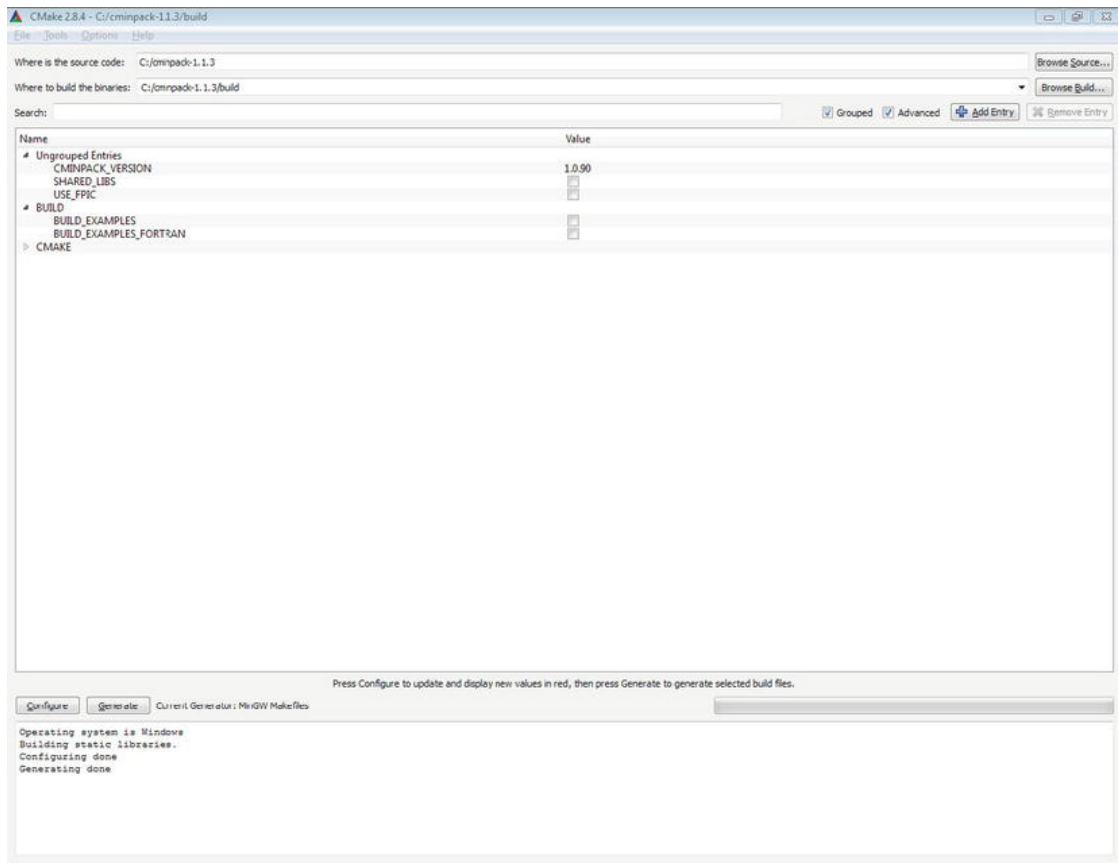 CMake 2.8.4 - C:/cminpack-1.1.3/build
File Tools Options Help
Where is the source code: C:/cminpack-1.1.3 Browse Source...
Where to build the binaries: C:/cminpack-1.1.3/build Browse Build...
Search: Grouped Advanced Add Entry Remove Entry
Name Value
Ungrouped Entries
CMINPACK_VERSION 1.0.90
SHARED_LIBS
USE_FPIC
BUILD
BUILD_EXAMPLES
BUILD_EXAMPLES_FORTRAN
CMAKE
Press Configure to update and display new values in red, then press Generate to generate selected build files.
Configure Generate Current Generator: MinGW Makefiles
Operating system is Windows
Building static libraries.
Configuring done
Generating done